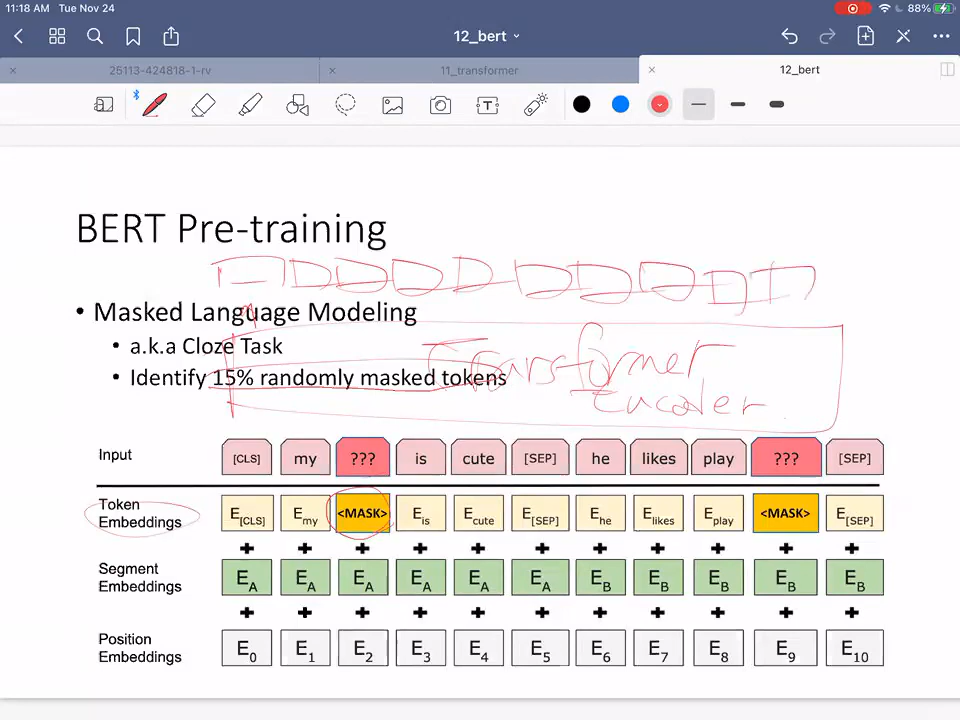 11:18 AM Tue Nov 24 88%
12_bert
25113-424818-1-rv 11_transformer 12_bert
BERT Pre-training
• Masked Language Modeling
• a.k.a Cloze Task
• Identify 15% randomly masked tokens
Transformer
Encoder
Input [CLS] my ??? is cute [SEP] he likes play ??? [SEP]
Token Embeddings E[CLS] Emy <MASK> Eis Ecute E[SEP] Ehe Elikes Eplay <MASK> E[SEP]
+ + + + + + + + + + +
Segment Embeddings EA EA EA EA EA EA EB EB EB EB EB
+ + + + + + + + + + +
Position Embeddings E0 E1 E2 E3 E4 E5 E6 E7 E8 E9 E10